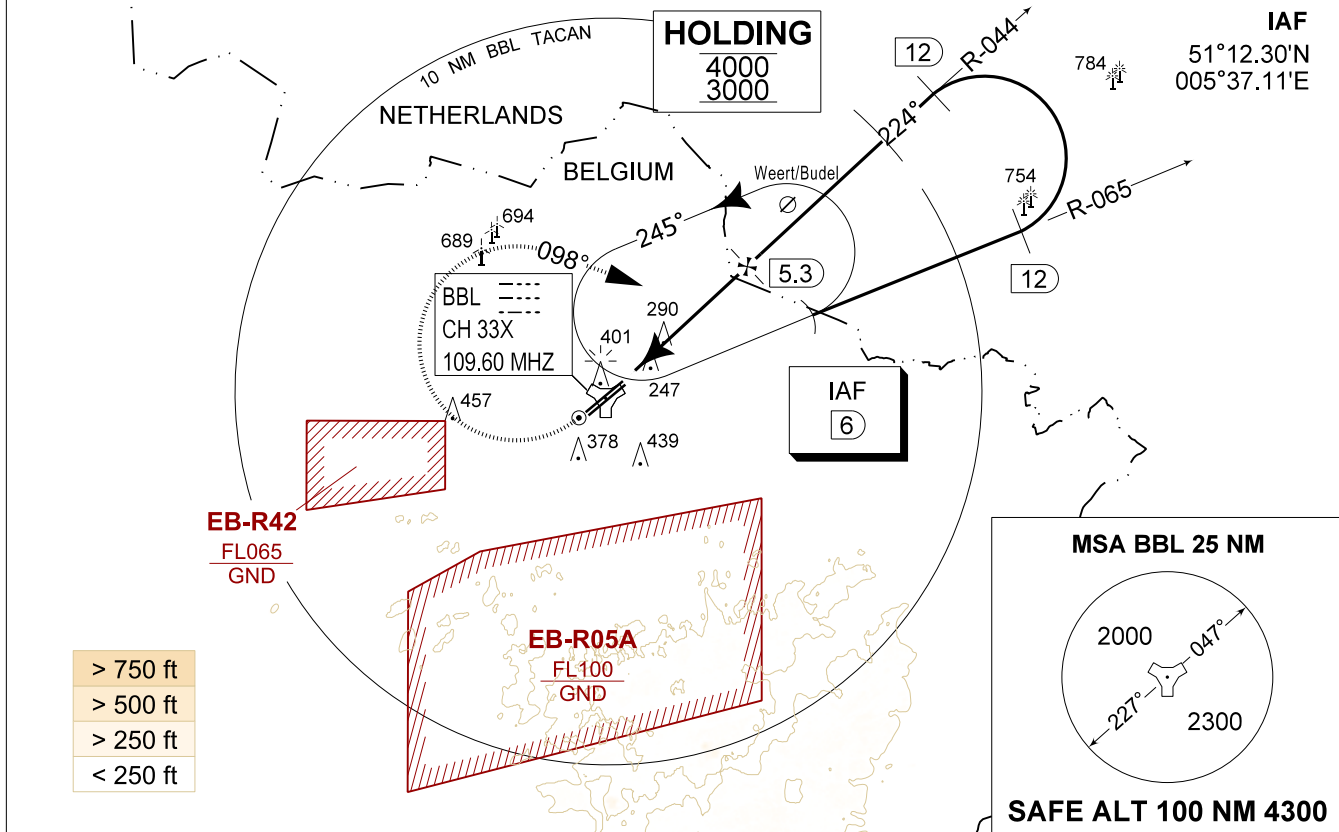 10 NM BBL TACAN
HOLDING
4000
3000
IAF
51°12.30'N
005°37.11'E
12
R-044
784
NETHERLANDS
224°
BELGIUM
Weert/Budel
754
R-065
694
689
245°
098°
5.3
12
BBL
CH 33X
109.60 MHZ
290
401
247
IAF
6
457
378
439
EB-R42
FL065
GND
EB-R05A
FL100
GND
> 750 ft
> 500 ft
> 250 ft
< 250 ft
MSA BBL 25 NM
2000
047°
227°
2300
SAFE ALT 100 NM 4300